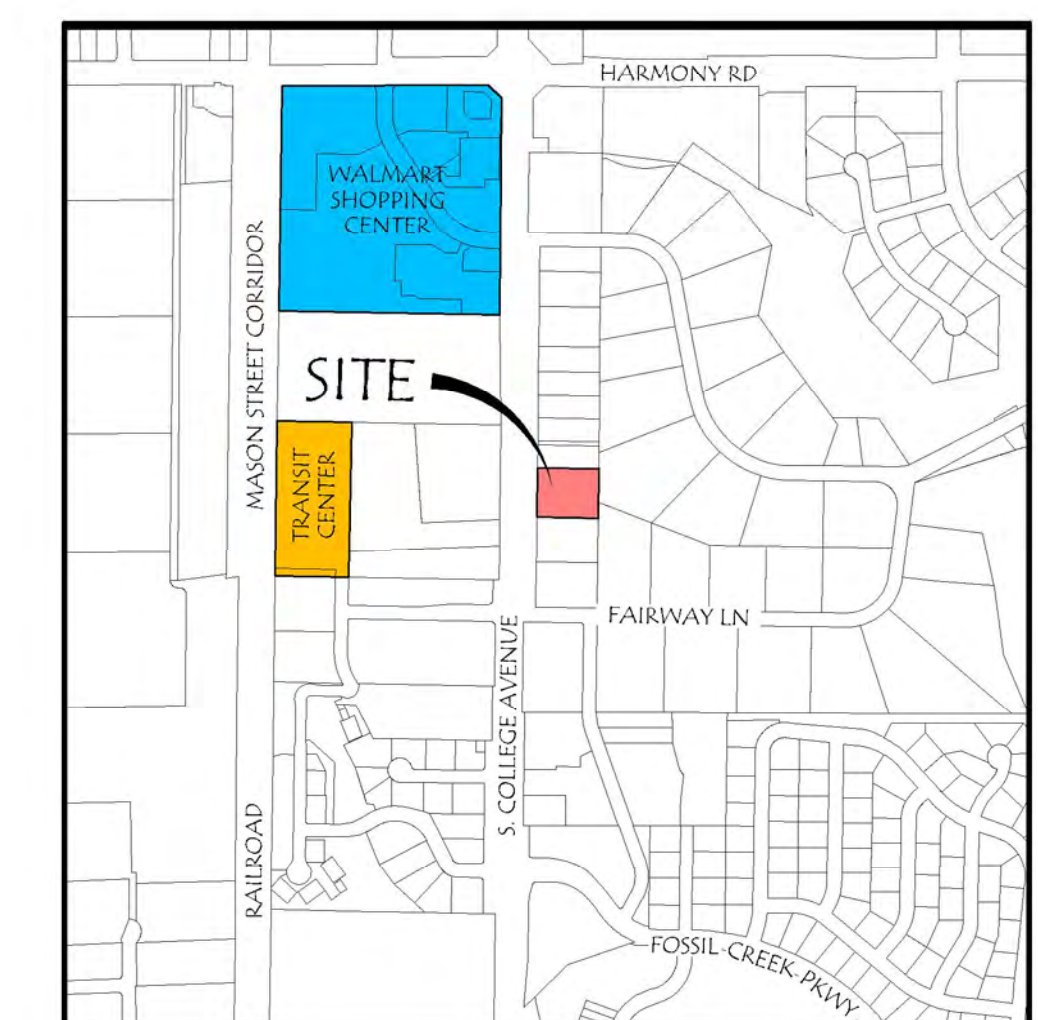 HARMONY RD
WALMART
SHOPPING
CENTER
MASON STREET CORRIDOR
SITE
TRANSIT
CENTER
FAIRWAY LN
S. COLLEGE AVENUE
RAILROAD
FOSSIL-CREEK-PKWY